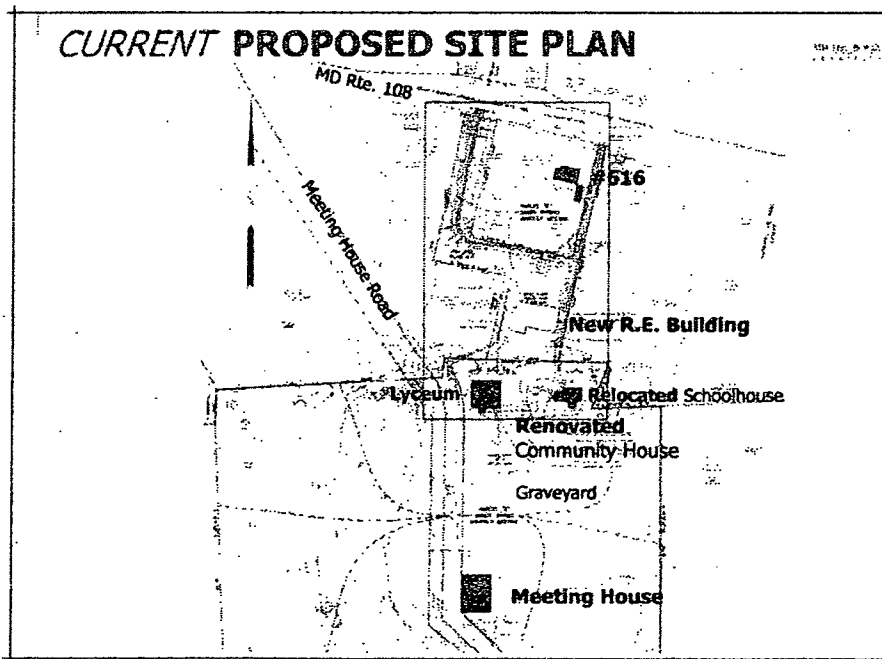 CURRENT PROPOSED SITE PLAN
MD Rte. 108
#616
Meeting House Road
New R.E. Building
Lyceum
Relocated Schoolhouse
Renovated
Community House
Graveyard
Meeting House